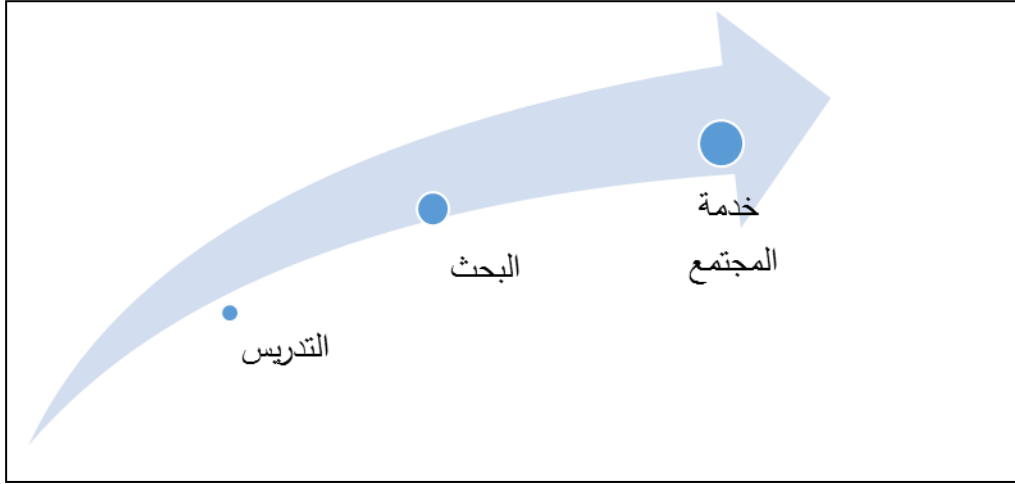 خدمة
المجتمع
البحث
التدريس